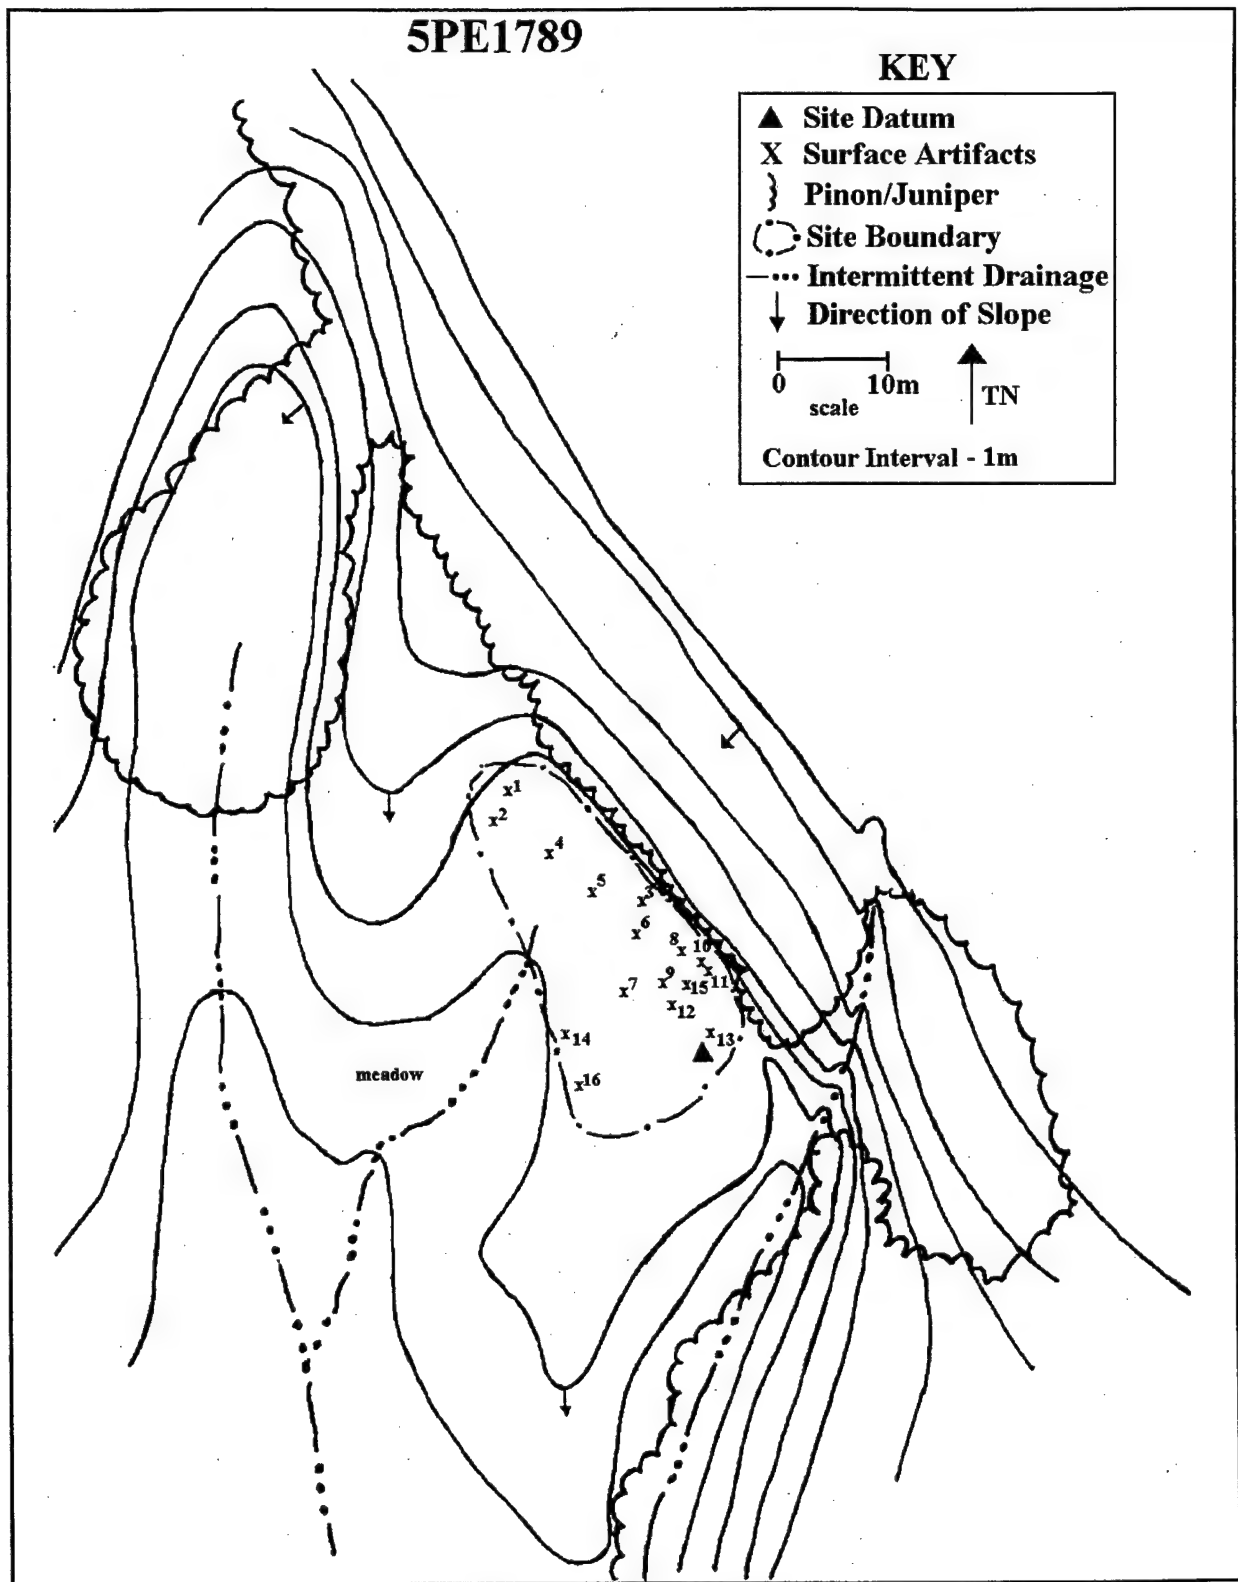 5PE1789
KEY
▲ Site Datum
X Surface Artifacts
Pinon/Juniper
Site Boundary
Intermittent Drainage
Direction of Slope
0 10m
scale
TN
Contour Interval - 1m
x1
x2
x4
x5
x3
x6
8x
10x
x9
x15
x11
x7
x12
x14
x13
▲
meadow
x16